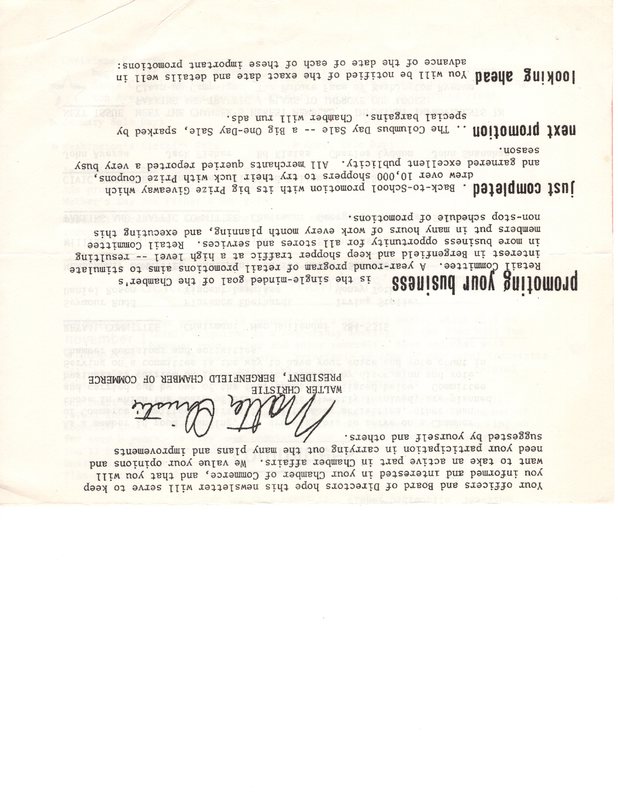 Your officers and Board of Directors hope this newsletter will serve to keep
you informed and interested in your Chamber of Commerce, and that you will
want to take an active part in Chamber affairs. We value your opinions and
need your participation in carrying out the many plans and improvements
suggested by yourself and others.
Walter Christie
WALTER CHRISTIE
PRESIDENT, BERGENFIELD CHAMBER OF COMMERCE
promoting your business is the single-minded goal of the Chamber's
Retail Committee. A year-round program of retail promotions aims to stimulate
interest in Bergenfield and keep shopper traffic at a high level -- resulting
in more business opportunity for all stores and services. Retail Committee
members put in many hours of work every month planning, and executing this
non-stop schedule of promotions.
just completed . Back-to-School promotion with its big Prize Giveaway which
drew over 10,000 shoppers to try their luck with Prize Coupons,
and garnered excellent publicity. All merchants queried reported a very busy
season.
next promotion .. The Columbus Day Sale -- a Big One-Day Sale, sparked by
special bargains. Chamber will run ads.
looking ahead You will be notified of the exact date and details well in
advance of the date of each of these important promotions: